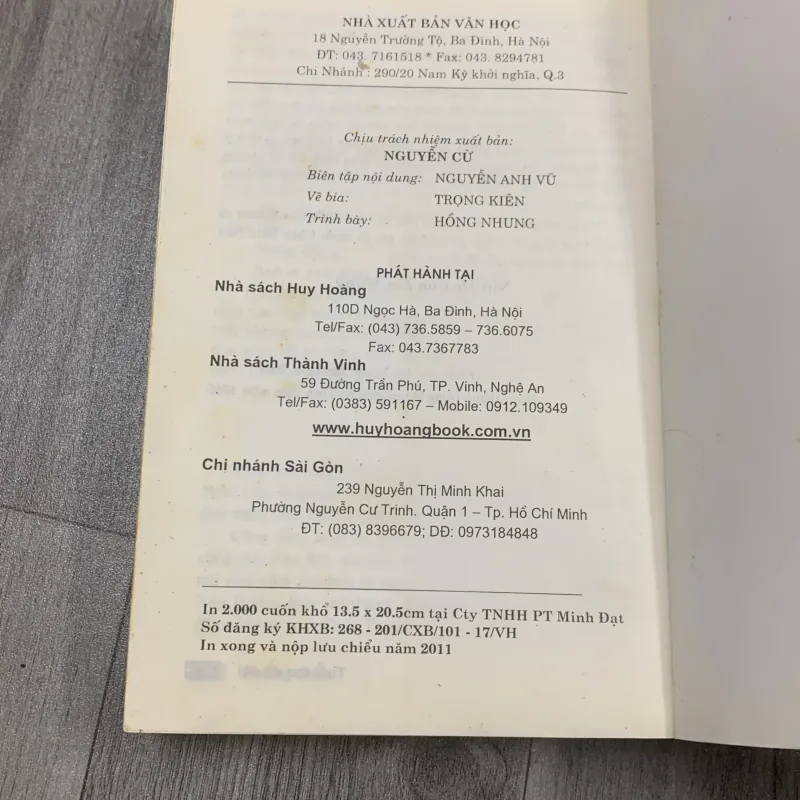 NHÀ XUẤT BẢN VĂN HỌC
18 Nguyễn Trường Tộ, Ba Đình, Hà Nội
ĐT: 043. 7161518 * Fax: 043. 8294781
Chi Nhánh : 290/20 Nam Kỳ khởi nghĩa, Q.3
Chịu trách nhiệm xuất bản:
NGUYỄN CỪ
Biên tập nội dung: NGUYỄN ANH VŨ
Vẽ bìa: TRỌNG KIÊN
Trình bày: HỒNG NHUNG
PHÁT HÀNH TẠI
Nhà sách Huy Hoàng
110D Ngọc Hà, Ba Đình, Hà Nội
Tel/Fax: (043) 736.5859 – 736.6075
Fax: 043.7367783
Nhà sách Thành Vinh
59 Đường Trần Phú, TP. Vinh, Nghệ An
Tel/Fax: (0383) 591167 – Mobile: 0912.109349
www.huyhoangbook.com.vn
Chi nhánh Sài Gòn
239 Nguyễn Thị Minh Khai
Phường Nguyễn Cư Trinh. Quận 1 – Tp. Hồ Chí Minh
ĐT: (083) 8396679; DĐ: 0973184848
In 2.000 cuốn khổ 13.5 x 20.5cm tại Cty TNHH PT Minh Đạt
Số đăng ký KHXB: 268 - 201/CXB/101 - 17/VH
In xong và nộp lưu chiểu năm 2011